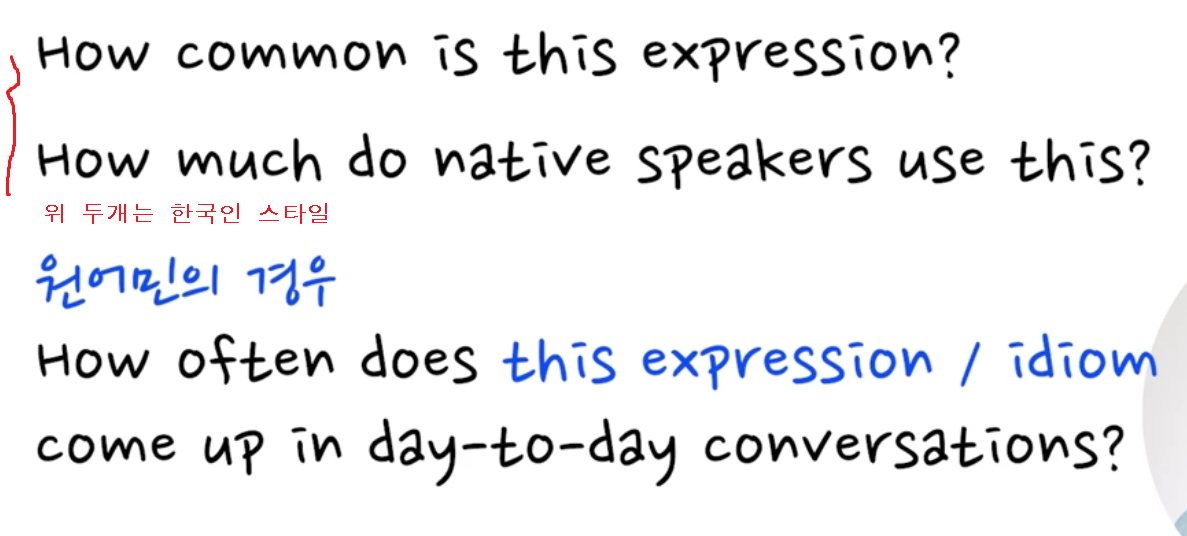 How common is this expression?
How much do native speakers use this?
위 두개는 한국인 스타일
원어민의 경우
How often does this expression / idiom
come up in day-to-day conversations?